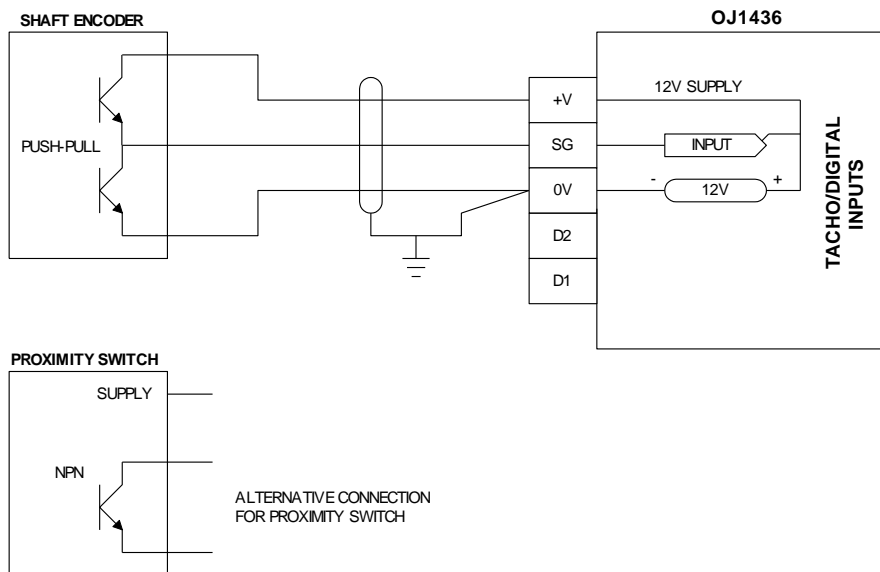 SHAFT ENCODER
OJ1436
+V
12V SUPPLY
PUSH-PULL
SG
INPUT
0V
-
12V
+
TACHO/DIGITAL
INPUTS
D2
D1
PROXIMITY SWITCH
SUPPLY
NPN
ALTERNATIVE CONNECTION
FOR PROXIMITY SWITCH